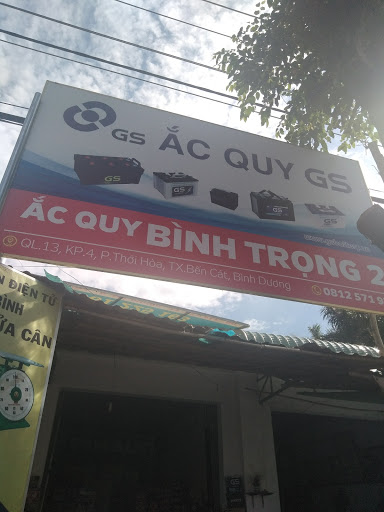 GS ẮC QUY GS
ẮC QUY BÌNH TRỌNG 2
QL.13, KP.4, P.Thới Hòa, TX.Bến Cát, Bình Dương
0812 571 9
N ĐIỆN TỬ
BÌNH
ỬA CÂN